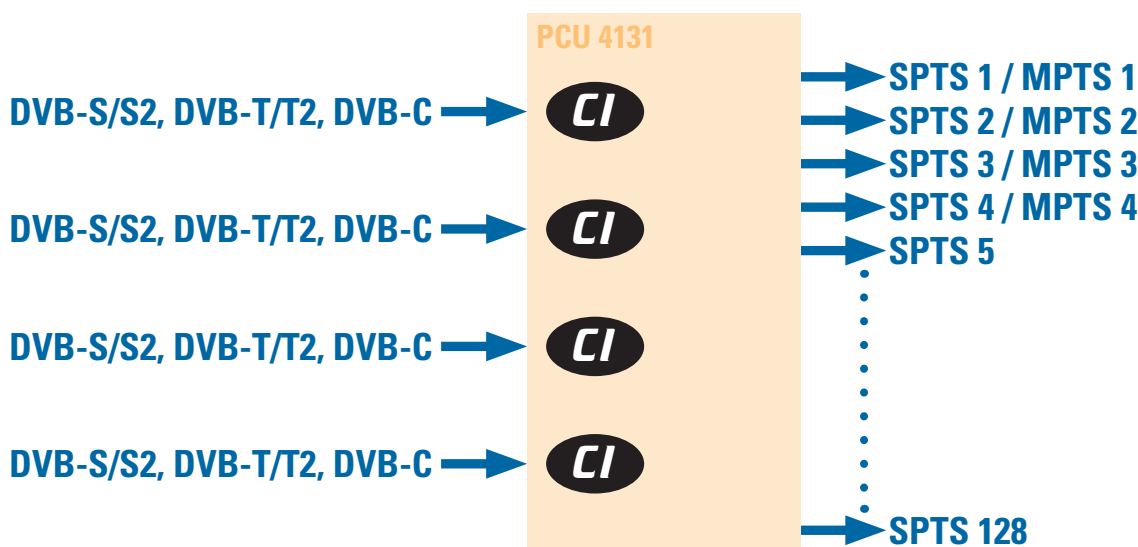 PCU 4131
DVB-S/S2, DVB-T/T2, DVB-C
CI
DVB-S/S2, DVB-T/T2, DVB-C
CI
DVB-S/S2, DVB-T/T2, DVB-C
CI
DVB-S/S2, DVB-T/T2, DVB-C
CI
SPTS 1 / MPTS 1
SPTS 2 / MPTS 2
SPTS 3 / MPTS 3
SPTS 4 / MPTS 4
SPTS 5
SPTS 128